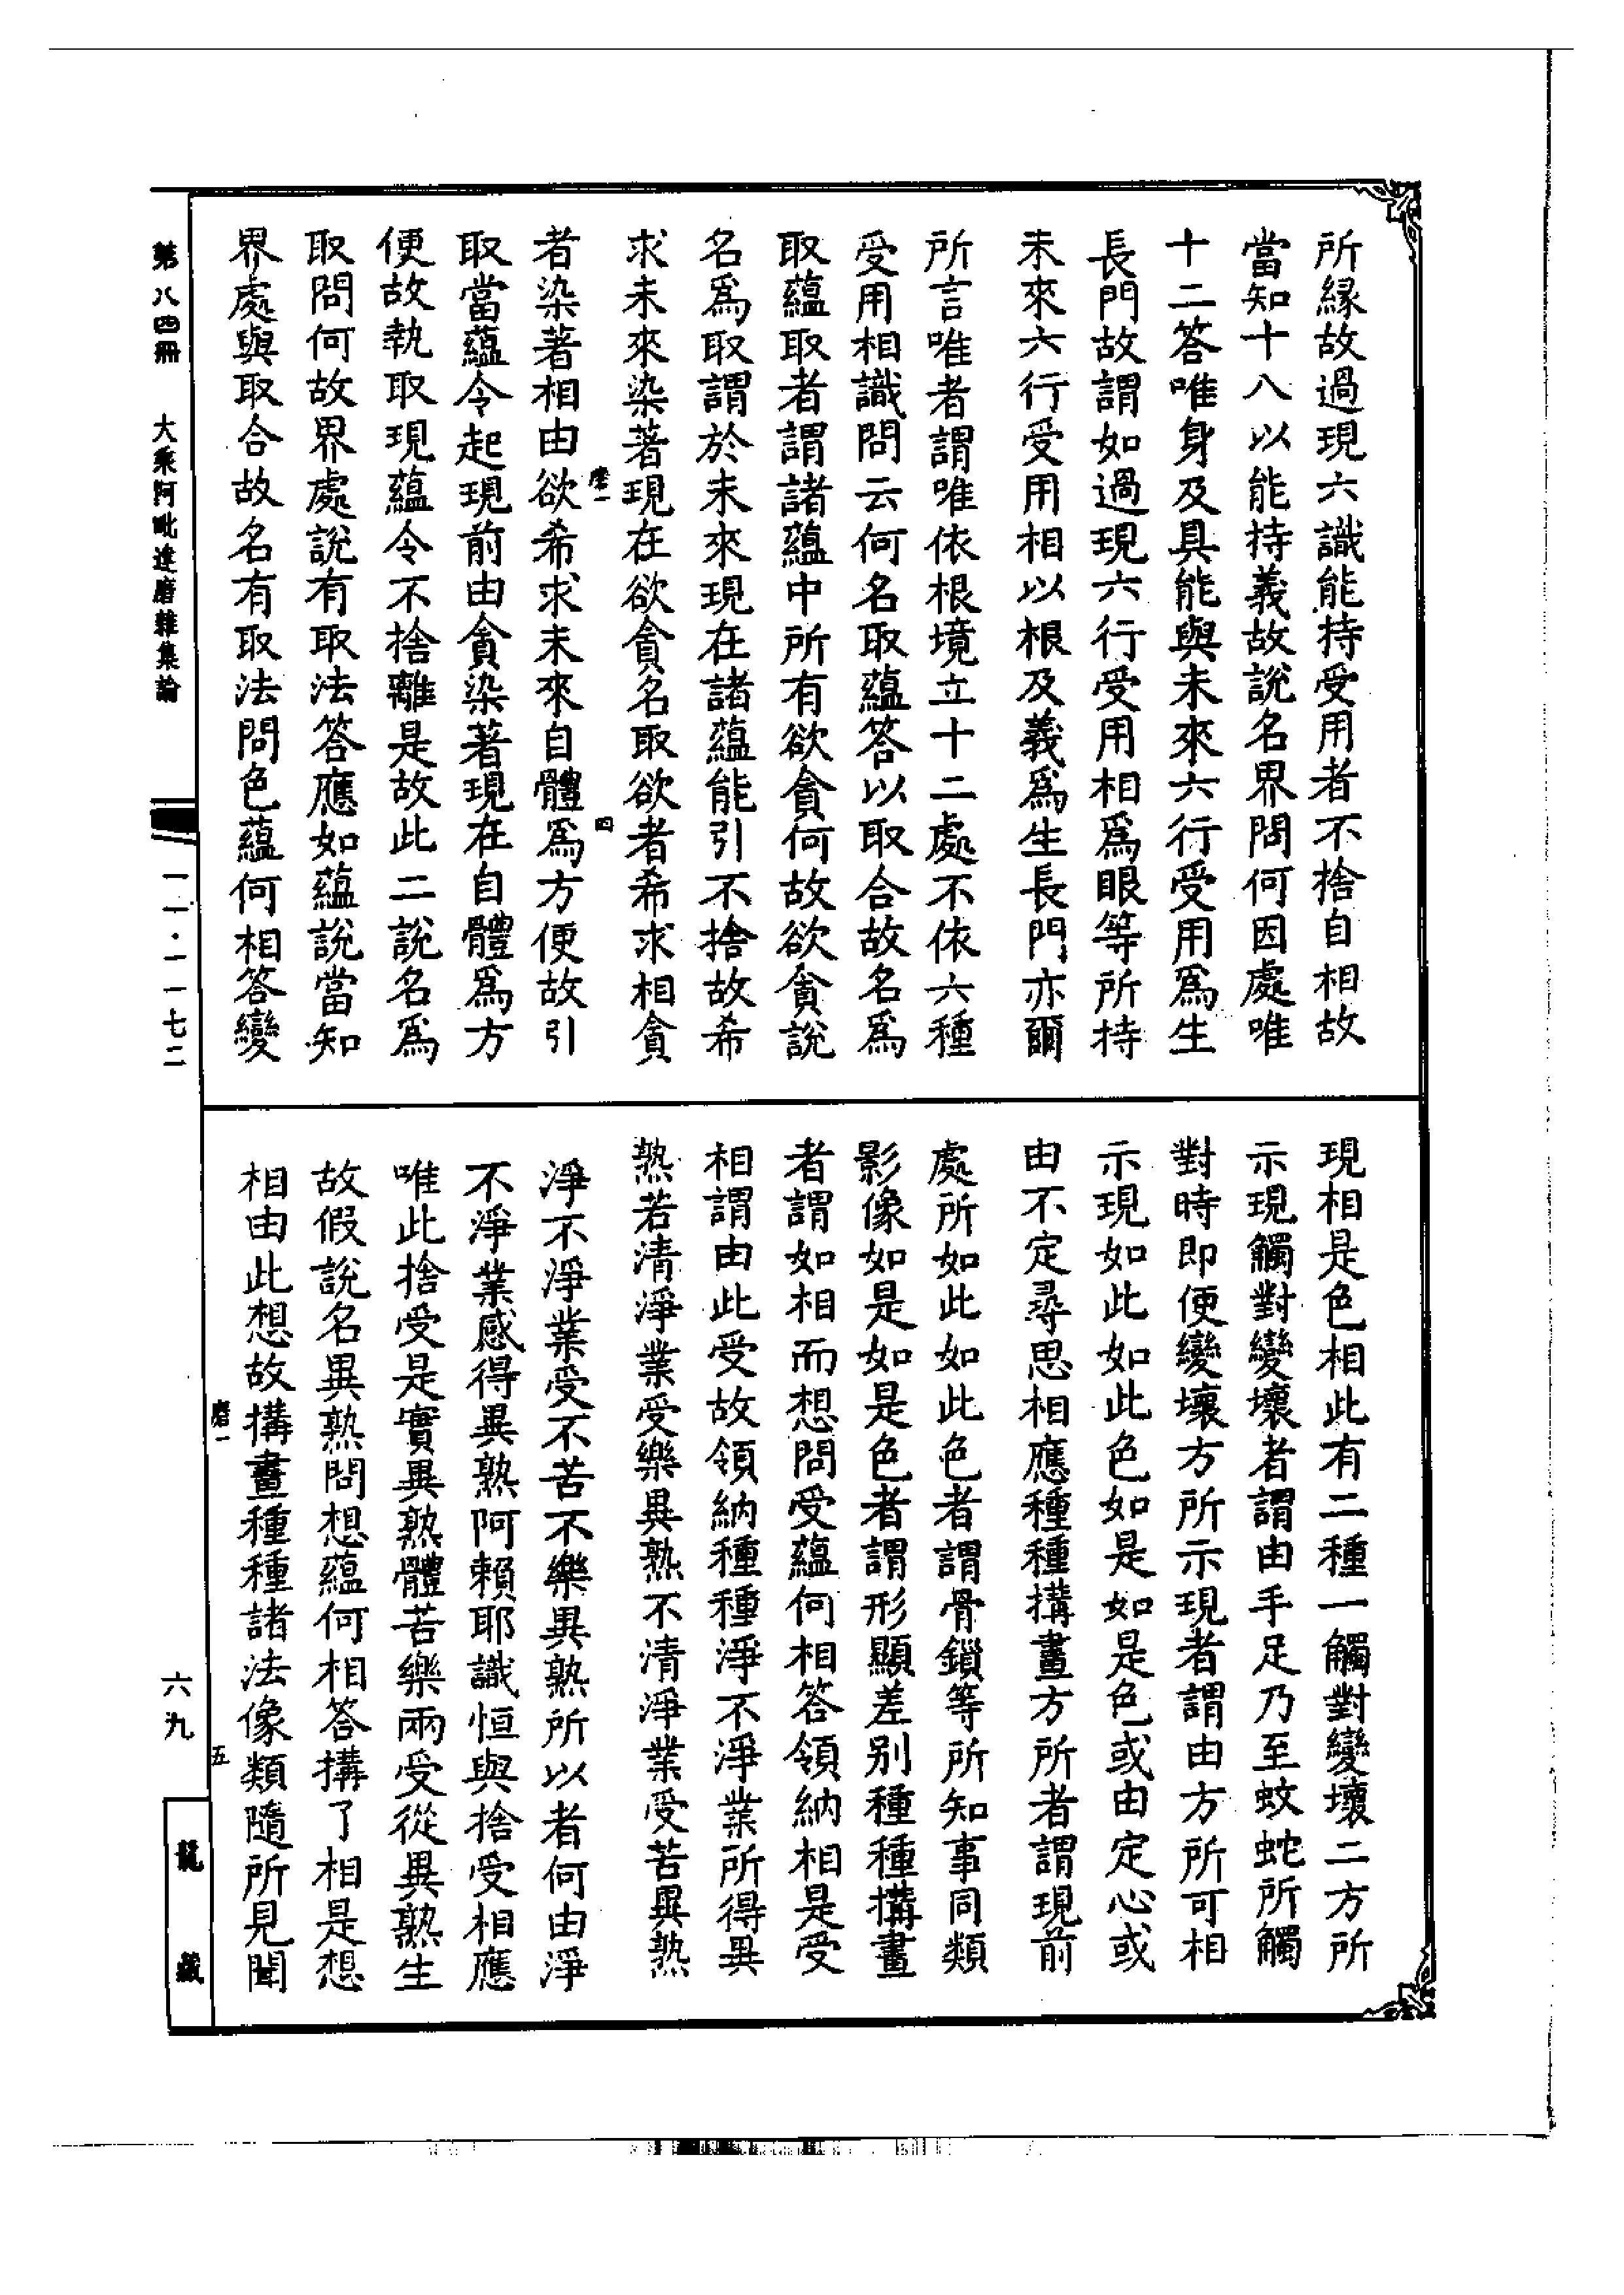 所緣故過現六識能持受用者不捨自相故
當知十八以能持義故說名界問何因處唯
十二答唯身及具能與未來六行受用為生
長門故謂如過現六行受用相為眼等所持
未來六行受用相以根及義為生長門亦爾
所言唯者謂唯依根境立十二處不依六種
受用相識問云何名取蘊答以取合故名為
取蘊取者謂諸蘊中所有欲貪何故欲貪說
名為取謂於未來現在諸蘊能引不捨故希
求未來染著現在欲貪名取欲者希求相貪
者染著相由欲希求未來自體為方便故引
取當蘊令起現前由貪染著現在自體為方
便故執取現蘊令不捨離是故此二說名為
取問何故界處說有取法答應如蘊說當知
界處與取合故名有取法問色蘊何相答變
現相是色相此有二種一觸對變壞二方所
示現觸對變壞者謂由手足乃至蚊蛇所觸
對時即便變壞方所示現者謂由方所可相
示現如此如此色如是如是色或由定心或
由不定尋思相應種種搆畫方所者謂現前
處所如此如此色者謂骨鎖等所知事同類
影像如是如是色者謂形顯差別種種搆畫
者謂如相而想問受蘊何相答領納相是受
相謂由此受故領納種種淨不淨業所得異
熟若清淨業受樂異熟不清淨業受苦異熟
淨不淨業受不苦不樂異熟所以者何由淨
不淨業感得異熟阿賴耶識恒與捨受相應
唯此捨受是實異熟體苦樂兩受從異熟生
故假說名異熟問想蘊何相答搆了相是想
相由此想故搆畫種種諸法像類隨所見聞
磨一
四
磨一
五
第八四冊 大乘阿毗達磨雜集論
一一·一一七二
六九
龍藏